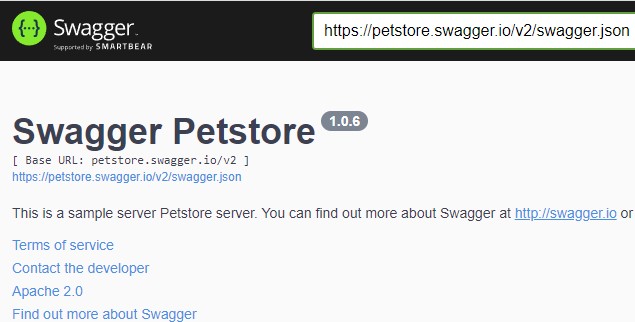 Swagger
Supported by SMARTBEAR
https://petstore.swagger.io/v2/swagger.json
Swagger Petstore 1.0.6
[ Base URL: petstore.swagger.io/v2 ]
https://petstore.swagger.io/v2/swagger.json
This is a sample server Petstore server. You can find out more about Swagger at http://swagger.io or
Terms of service
Contact the developer
Apache 2.0
Find out more about Swagger